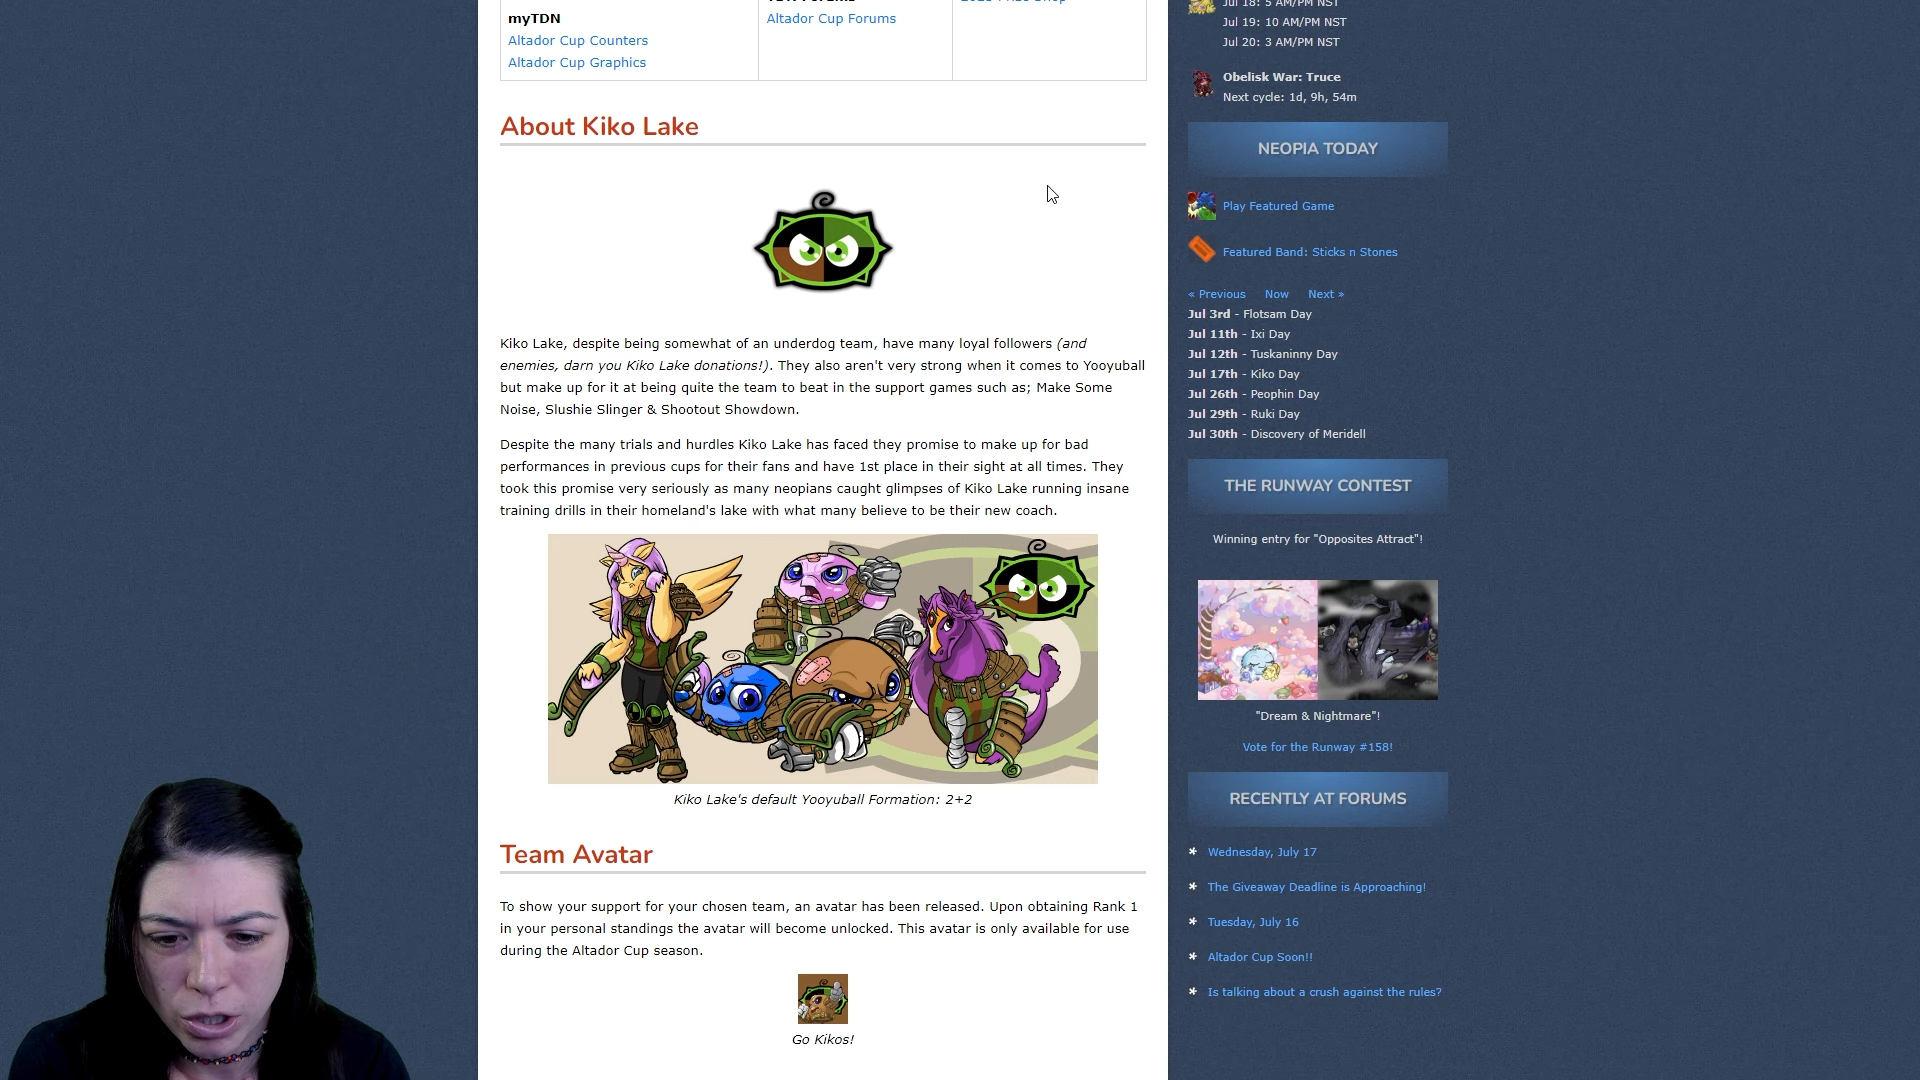 myTDN
Altador Cup Counters
Altador Cup Graphics
Altador Cup Forums
About Kiko Lake
Kiko Lake, despite being somewhat of an underdog team, have many loyal followers (and
enemies, darn you Kiko Lake donations!). They also aren't very strong when it comes to Yooyuball
but make up for it at being quite the team to beat in the support games such as; Make Some
Noise, Slushie Slinger & Shootout Showdown.
Despite the many trials and hurdles Kiko Lake has faced they promise to make up for bad
performances in previous cups for their fans and have 1st place in their sight at all times. They
took this promise very seriously as many neopians caught glimpses of Kiko Lake running insane
training drills in their homeland's lake with what many believe to be their new coach.
Kiko Lake's default Yooyuball Formation: 2+2
Team Avatar
To show your support for your chosen team, an avatar has been released. Upon obtaining Rank 1
in your personal standings the avatar will become unlocked. This avatar is only available for use
during the Altador Cup season.
Go Kikos!
Jul 18: 5 AM/PM NST
Jul 19: 10 AM/PM NST
Jul 20: 3 AM/PM NST
Obelisk War: Truce
Next cycle: 1d, 9h, 54m
NEOPIA TODAY
Play Featured Game
Featured Band: Sticks n Stones
« Previous Now Next »
Jul 3rd - Flotsam Day
Jul 11th - Ixi Day
Jul 12th - Tuskaninny Day
Jul 17th - Kiko Day
Jul 26th - Peophin Day
Jul 29th - Ruki Day
Jul 30th - Discovery of Meridell
THE RUNWAY CONTEST
Winning entry for "Opposites Attract"!
"Dream & Nightmare"!
Vote for the Runway #158!
RECENTLY AT FORUMS
* Wednesday, July 17
* The Giveaway Deadline is Approaching!
* Tuesday, July 16
* Altador Cup Soon!!
* Is talking about a crush against the rules?